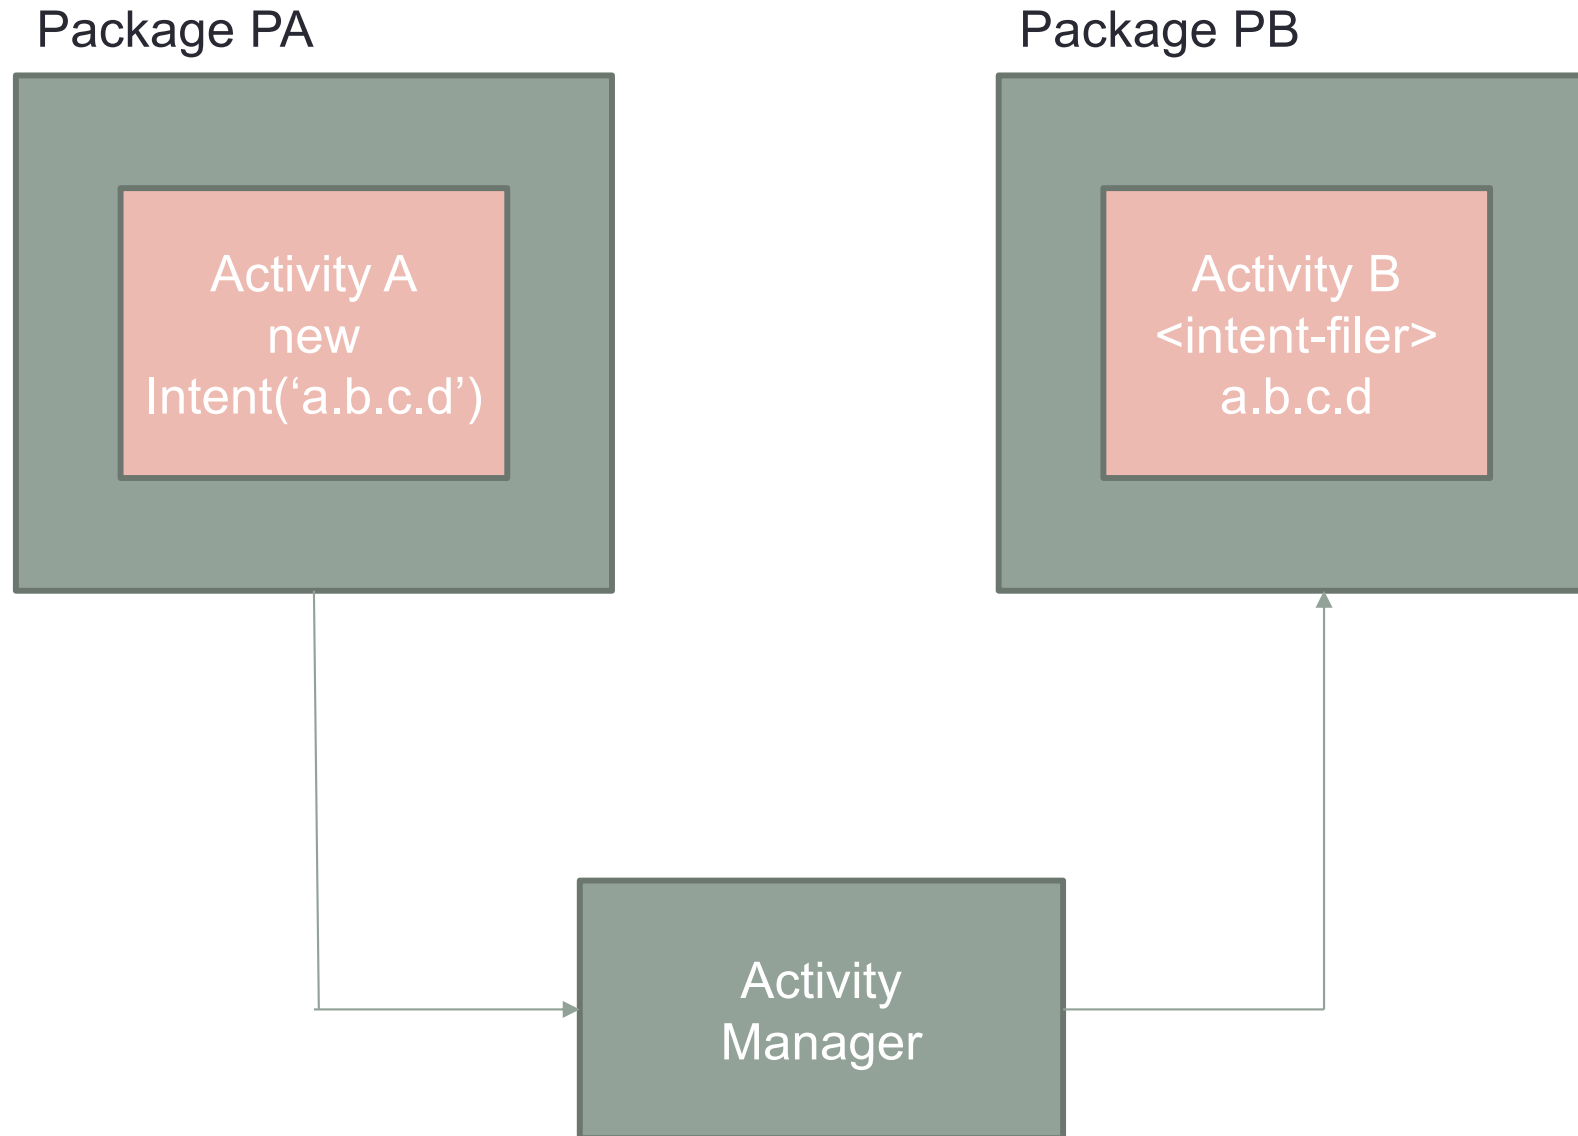 Package PA
Package PB
Activity A
new
Intent(‘a.b.c.d’)
Activity B
<intent-filer>
a.b.c.d
Activity
Manager